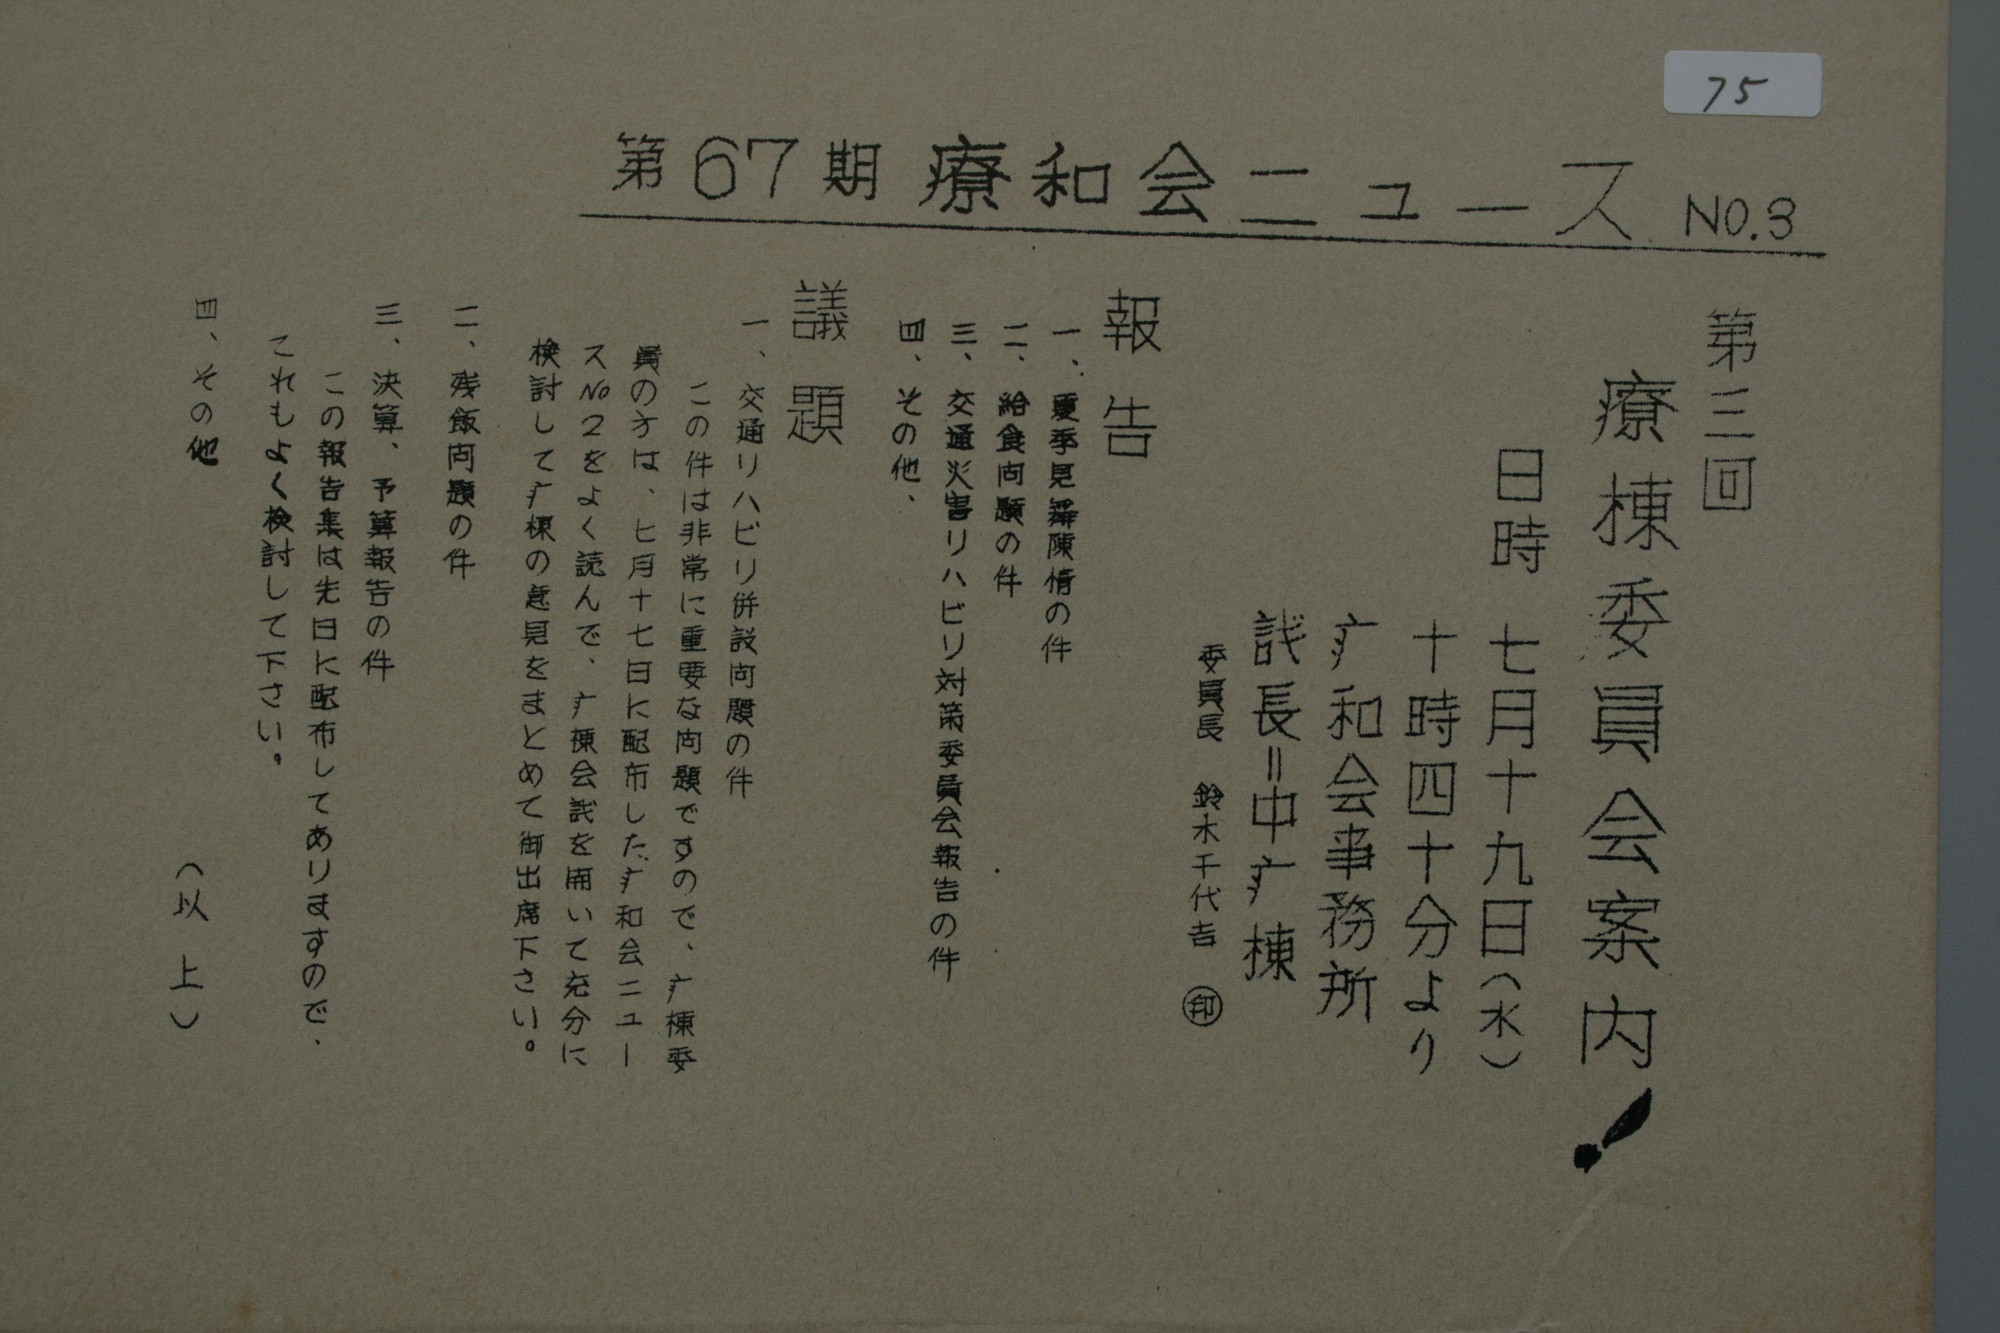 75
第67期 療和会ニュース NO.3
第三回
療棟委員会案内!
日時 七月十九日(水)
十時四十分より
疒和会事務所
議長=中疒棟
委員長 鈴木千代吉 ㊞
報告
一、夏季見舞陳情の件
二、給食问題の件
三、交通災害リハビリ対策委員会報告の件
四、その他、
議題
一、交通リハビリ併設问題の件
この件は非常に重要な问題ですので、疒棟委
員の方は、七月十七日に配布した疒和会ニュー
スNo2をよく読んで、疒棟会議を開いて充分に
検討して疒棟の意見をまとめて御出席下さい。
二、残飯问題の件
三、決算、予算報告の件
この報告集は先日に配布してありますので、
これもよく検討して下さい。
四、その他
(以上)